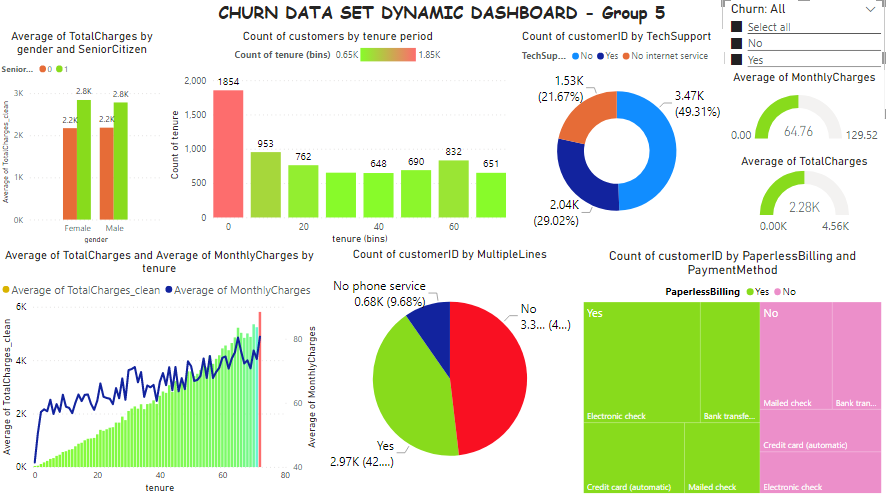 CHURN DATA SET DYNAMIC DASHBOARD - Group 5
Churn: All
Select all
No
Yes
Average of TotalCharges by
gender and SeniorCitizen
Senior... 0 1
3K
2K
1K
0K
2.2K
2.8K
2.2K
2.8K
Female
Male
gender
Average of TotalCharges_clean
Count of customers by tenure period
Count of tenure (bins) 0.65K 1.85K
2,000
1,500
1,000
500
0
1854
953
762
648
690
832
651
0
20
40
60
tenure (bins)
Count of tenure
Count of customerID by TechSupport
TechSup... No Yes No internet service
1.53K
(21.67%)
3.47K
(49.31%)
2.04K
(29.02%)
Average of MonthlyCharges
0.00
64.76
129.52
Average of TotalCharges
2.28K
0.00K
4.56K
Average of TotalCharges and Average of MonthlyCharges by
tenure
Average of TotalCharges_clean Average of MonthlyCharges
6K
4K
2K
0K
80
60
40
0
20
40
60
80
tenure
Average of TotalCharges_clean
Average of MonthlyCharges
Count of customerID by MultipleLines
No phone service
0.68K (9.68%)
No
3.3... (4...)
Yes
2.97K (42....)
Count of customerID by PaperlessBilling and
PaymentMethod
PaperlessBilling Yes No
Yes
No
Electronic check
Bank transfe...
Credit card (automatic)
Mailed check
Mailed check
Bank tran...
Credit card (automatic)
Electronic check